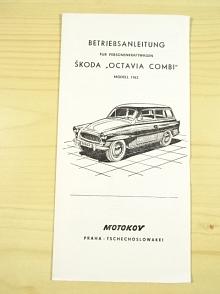 BETRIEBSANLEITUNG
FÜR PERSONENKRAFTWAGEN
ŠKODA „OCTAVIA COMBI"
MODELL 1962
MOTOKOV
PRAHA - TSCHECHOSLOWAKEI